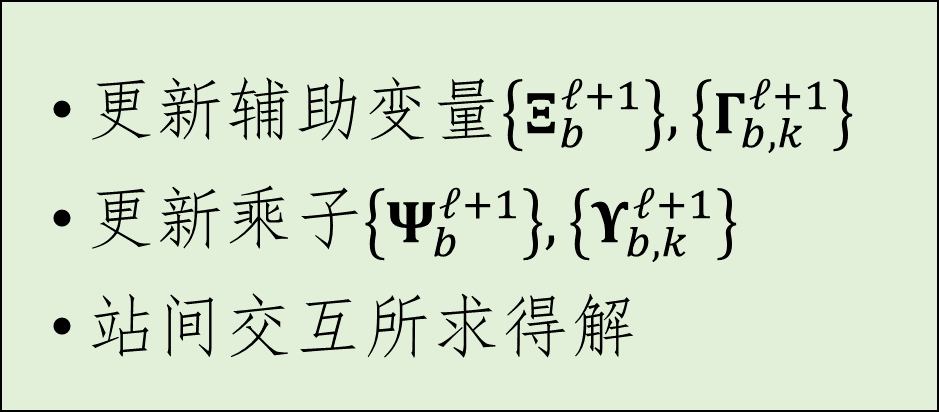 • 更新辅助变量{𝚵_b^{ℓ+1}}, {𝚪_{b,k}^{ℓ+1}}
• 更新乘子{𝚿_b^{ℓ+1}}, {𝚼_{b,k}^{ℓ+1}}
• 站间交互所求得解